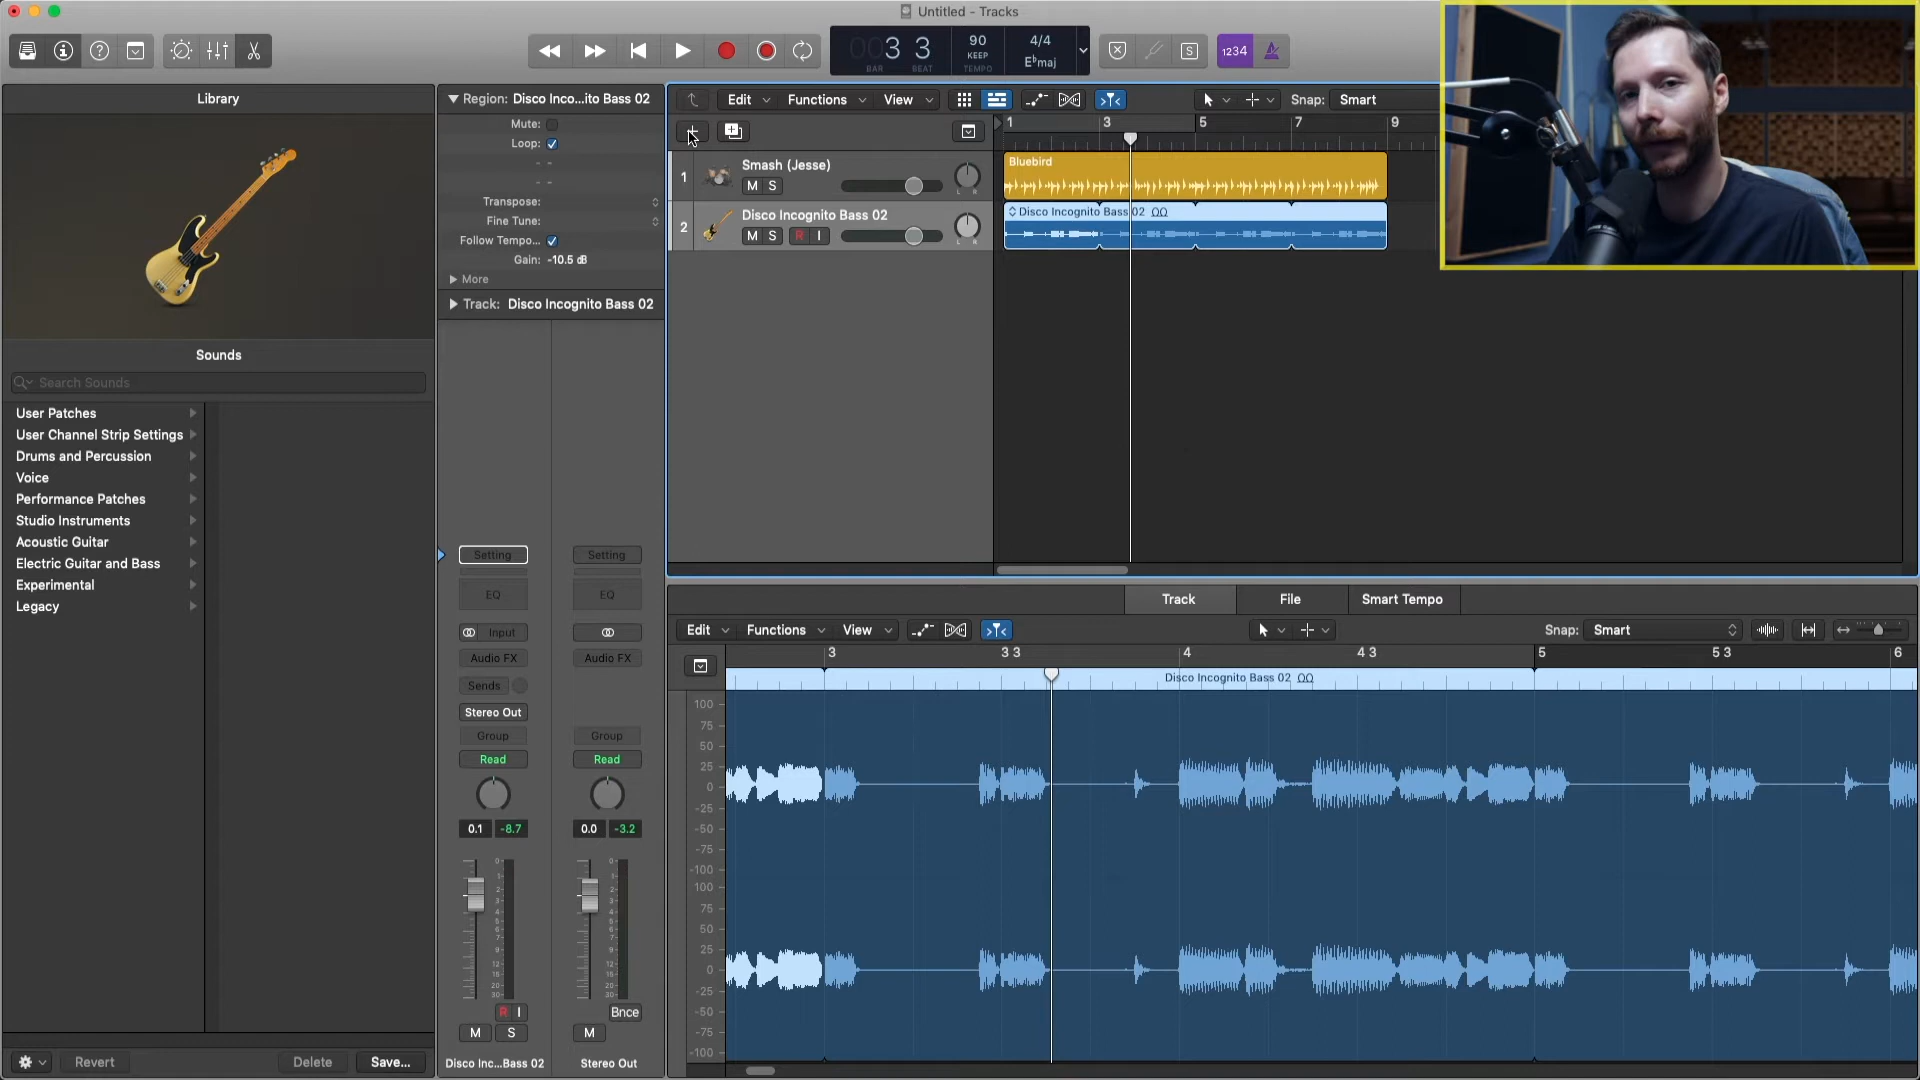 Untitled - Tracks
003 3
BAR BEAT
90
KEEP
TEMPO
4/4
E♭maj
S
1234
Library
Sounds
Search Sounds
User Patches
User Channel Strip Settings
Drums and Percussion
Voice
Performance Patches
Studio Instruments
Acoustic Guitar
Electric Guitar and Bass
Experimental
Legacy
Revert
Delete
Save...
Region: Disco Inco...ito Bass 02
Mute:
Loop:
Transpose:
Fine Tune:
Follow Tempo...
Gain: -10.5 dB
More
Track: Disco Incognito Bass 02
Setting
Setting
EQ
EQ
Input
Audio FX
Audio FX
Sends
Stereo Out
Group
Group
Read
Read
0.1 -8.7
0.0 -3.2
R I
Bnce
M S
M
Disco Inc...Bass 02
Stereo Out
Edit
Functions
View
Snap: Smart
1 3 5 7 9
1
Smash (Jesse)
M S
L R
2
Disco Incognito Bass 02
M S R I
L R
Bluebird
Disco Incognito Bass 02
Track
File
Smart Tempo
Edit
Functions
View
Snap: Smart
3 3 3 4 4 3 5 5 3 6
Disco Incognito Bass 02
100
75
50
25
0
-25
-50
-75
-100
100
75
50
25
0
-25
-50
-75
-100